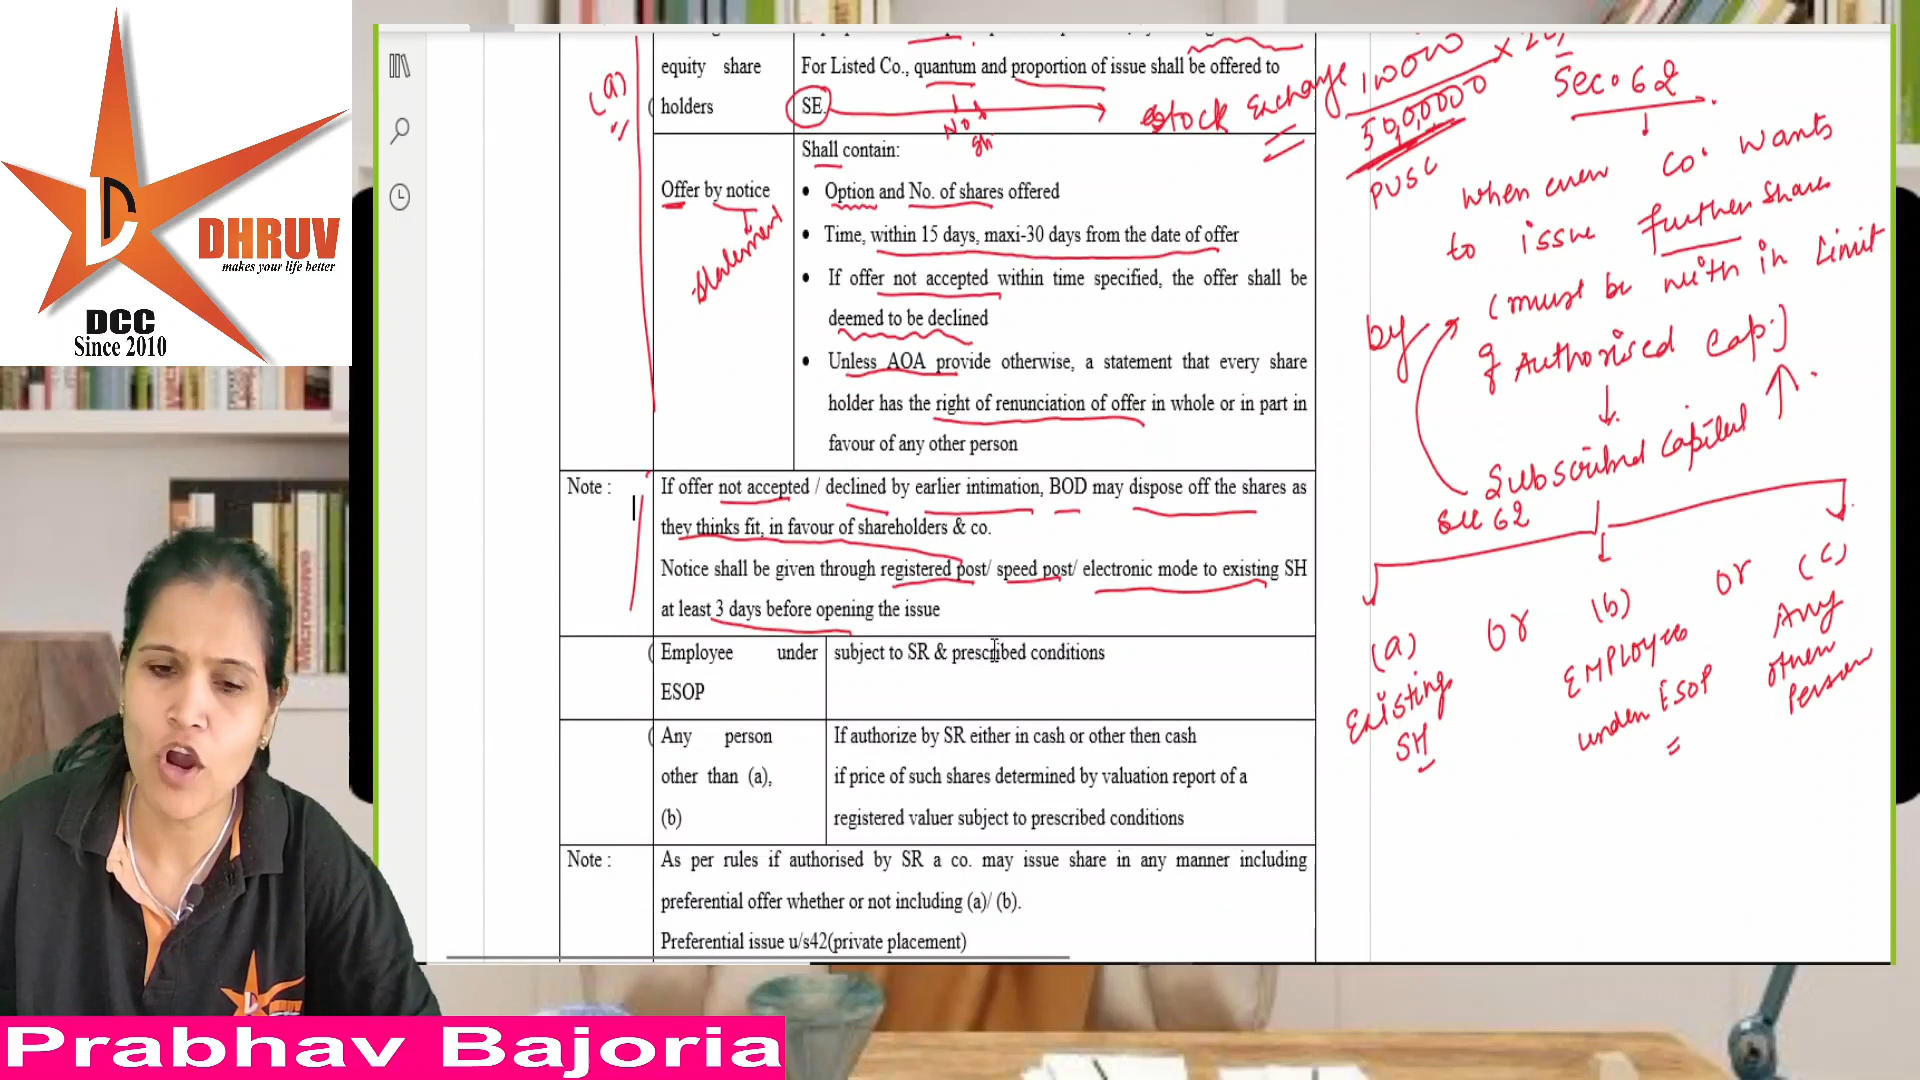 DHRUV
makes your life better
DCC
Since 2010
equity share
holders
For Listed Co., quantum and proportion of issue shall be offered to
SE.
Stock Exchange
No
sh
(a)
Offer by notice
Statement
Shall contain:
• Option and No. of shares offered
• Time, within 15 days, maxi-30 days from the date of offer
• If offer not accepted within time specified, the offer shall be
deemed to be declined
• Unless AOA provide otherwise, a statement that every share
holder has the right of renunciation of offer in whole or in part in
favour of any other person
Note :
If offer not accepted / declined by earlier intimation, BOD may dispose off the shares as
they thinks fit, in favour of shareholders & co.
Notice shall be given through registered post/ speed post/ electronic mode to existing SH
at least 3 days before opening the issue
( Employee under
ESOP
subject to SR & prescribed conditions
( Any person
other than (a),
(b)
If authorize by SR either in cash or other then cash
if price of such shares determined by valuation report of a
registered valuer subject to prescribed conditions
Note :
As per rules if authorised by SR a co. may issue share in any manner including
preferential offer whether or not including (a)/ (b).
Preferential issue u/s42(private placement)
PUSC
Sec. 62
When ever Co. wants
to issue further share
(must be with in Limit
of Authorised Cap.)
by
Subscribed Capital
Sec 62
(a) or (b) or (c)
Existing
SH
Employee
under ESOP
Any
other
person
Prabhav Bajoria